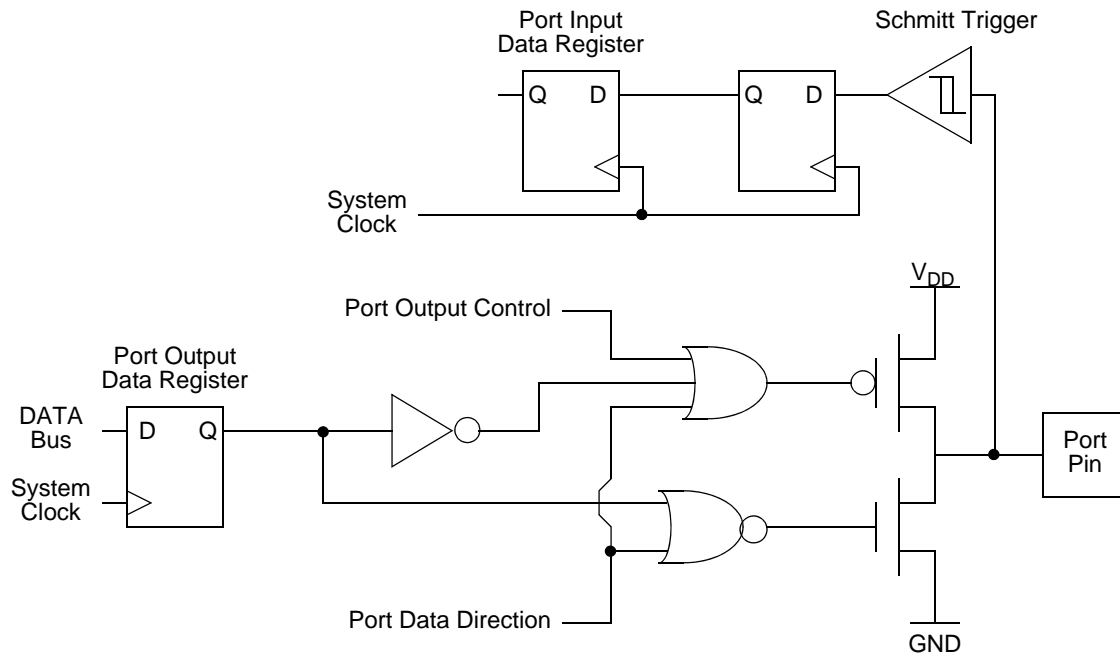 Port Input
Data Register
Schmitt Trigger
Q D
Q D
System
Clock
VDD
Port Output Control
Port Output
Data Register
DATA
Bus
D Q
System
Clock
Port
Pin
Port Data Direction
GND